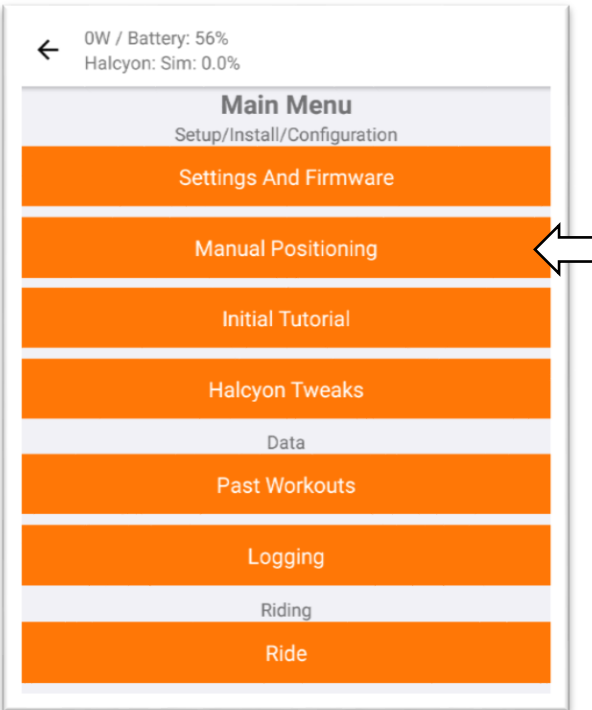 0W / Battery: 56%
Halcyon: Sim: 0.0%
Main Menu
Setup/Install/Configuration
Settings And Firmware
Manual Positioning
Initial Tutorial
Halcyon Tweaks
Data
Past Workouts
Logging
Riding
Ride